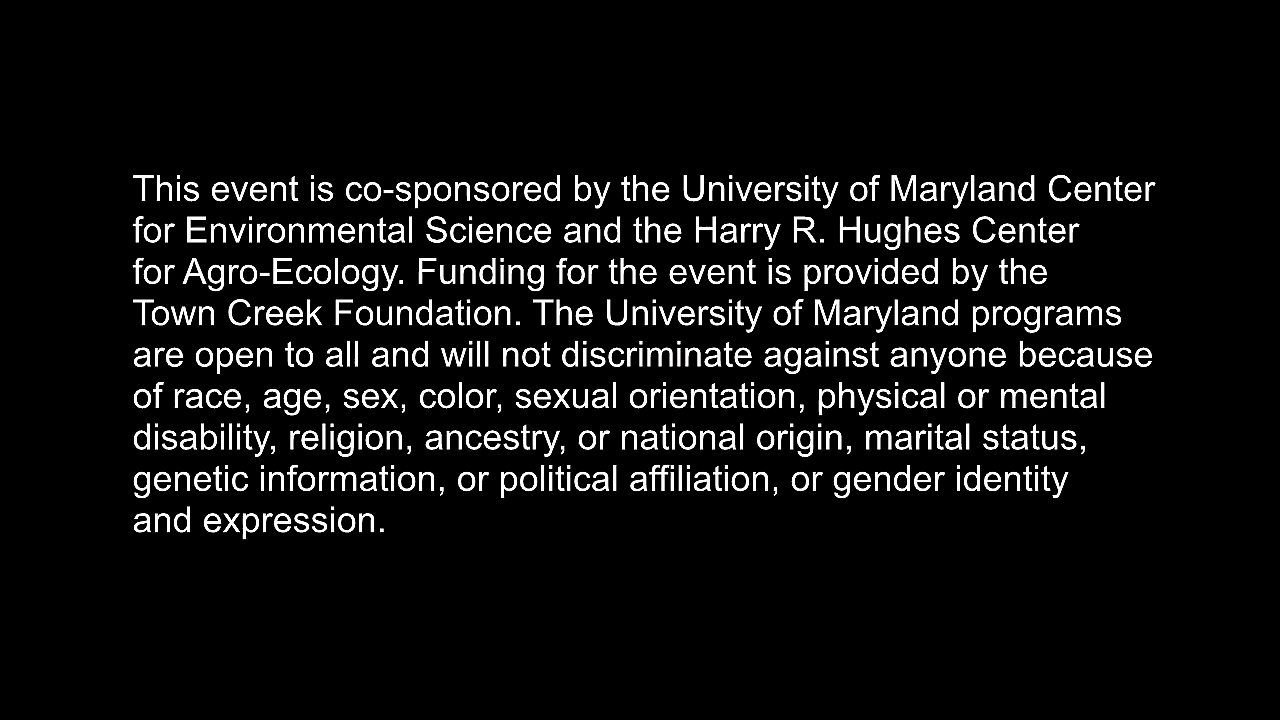 This event is co-sponsored by the University of Maryland Center
for Environmental Science and the Harry R. Hughes Center
for Agro-Ecology. Funding for the event is provided by the
Town Creek Foundation. The University of Maryland programs
are open to all and will not discriminate against anyone because
of race, age, sex, color, sexual orientation, physical or mental
disability, religion, ancestry, or national origin, marital status,
genetic information, or political affiliation, or gender identity
and expression.